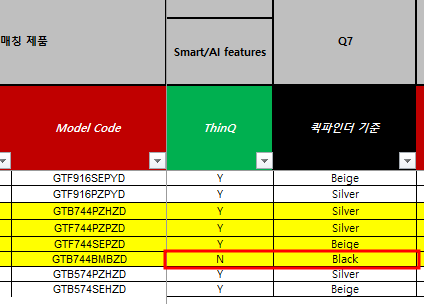 매칭 제품
Smart/AI features
Q7
Model Code ThinQ 퀵파인더 기준
GTF916SEPYD Y Beige
GTF916PZPYD Y Silver
GTB744PZHZD Y Silver
GTF744PZPZD Y Silver
GTF744SEPZD Y Beige
GTB744BMBZD N Black
GTB574PZHZD Y Silver
GTB574SEHZD Y Beige